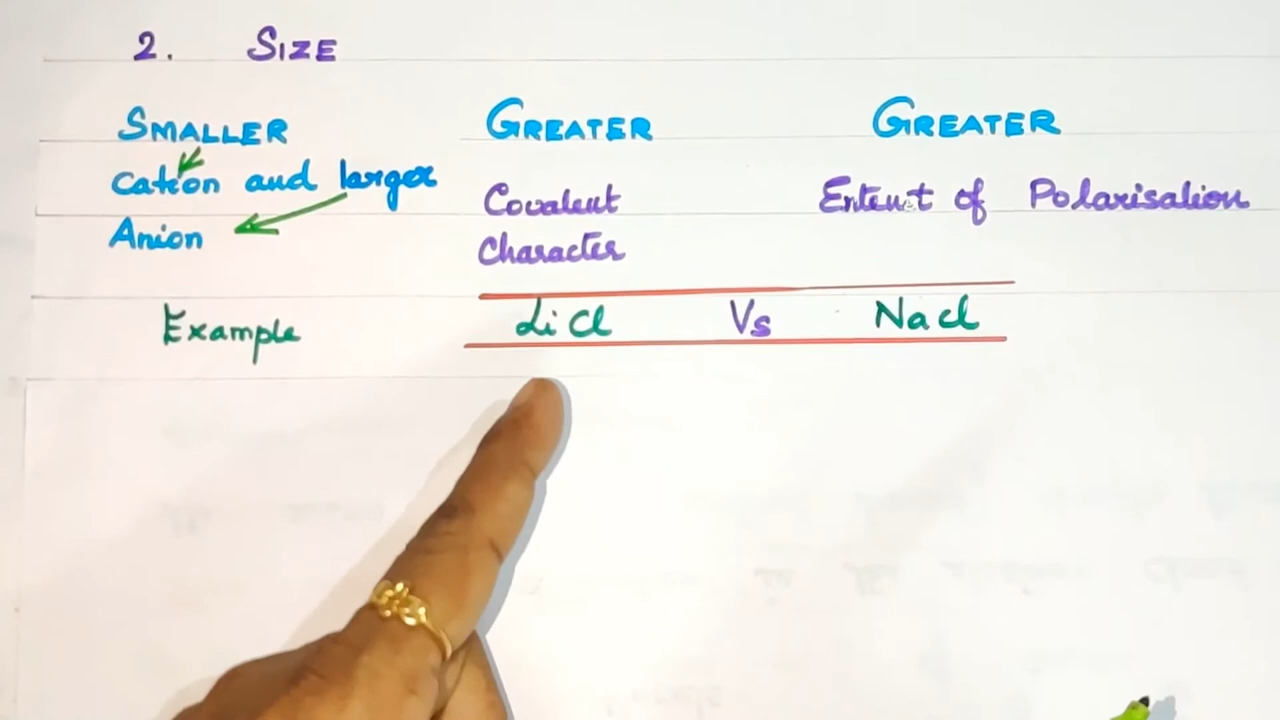 2. SIZE
SMALLER GREATER GREATER
Cation and larger Covalent Extent of Polarisation
Anion Character
Example LiCl Vs NaCl